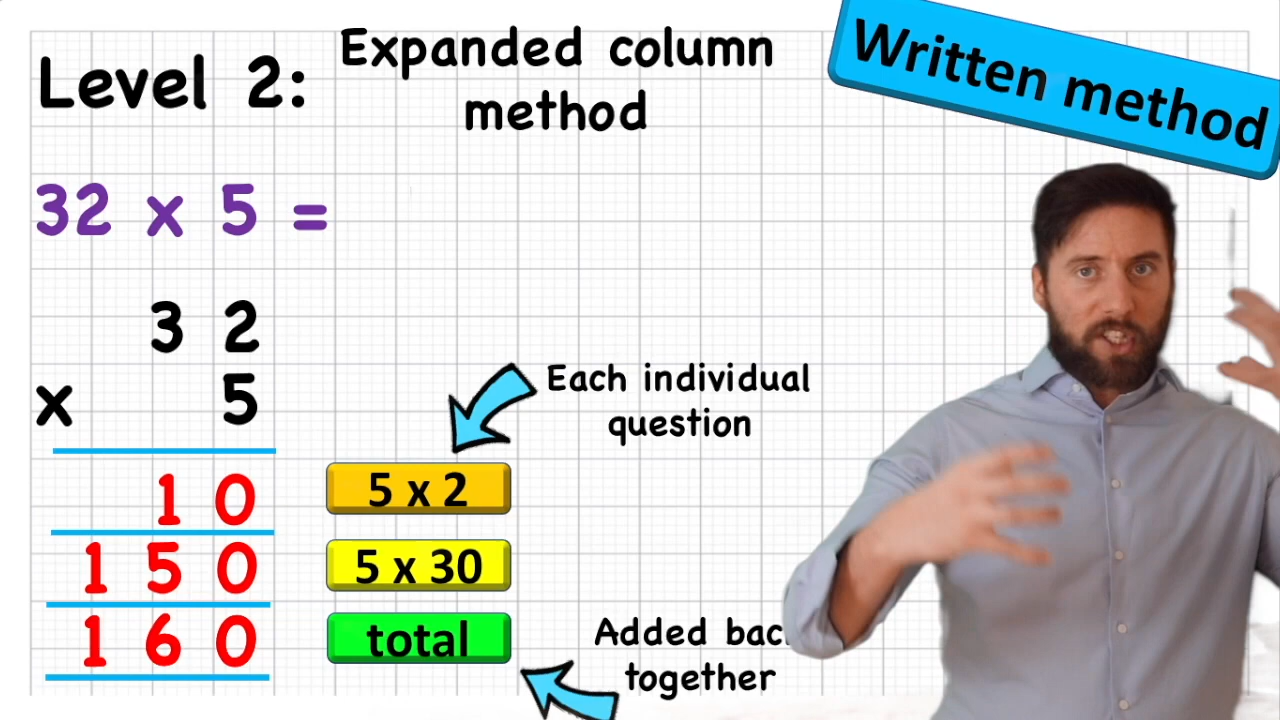 Level 2:
Expanded column
method
Written method
32 x 5 =
3 2
x 5
Each individual
question
1 0
5 x 2
1 5 0
5 x 30
1 6 0
total
Added
together